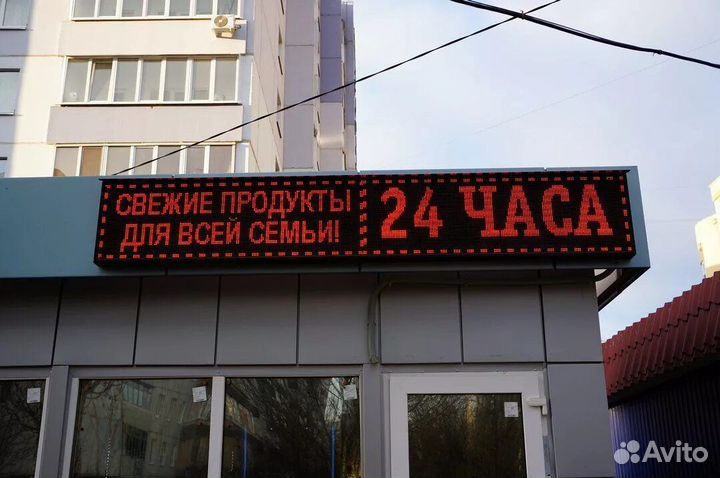 СВЕЖИЕ ПРОДУКТЫ
ДЛЯ ВСЕЙ СЕМЬИ!
24 ЧАСА
Avito